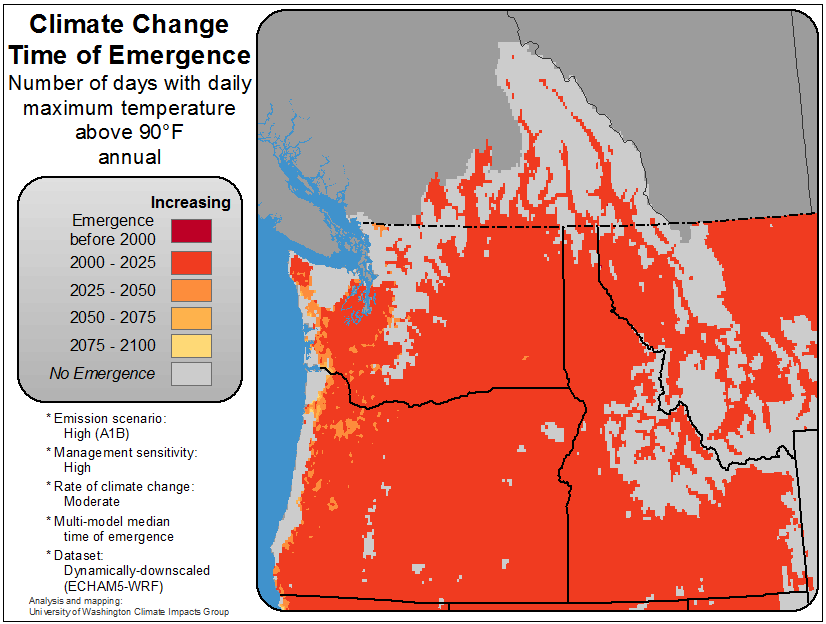 Climate Change
Time of Emergence
Number of days with daily
maximum temperature
above 90°F
annual
Increasing
Emergence
before 2000
2000 - 2025
2025 - 2050
2050 - 2075
2075 - 2100
No Emergence
* Emission scenario:
High (A1B)
* Management sensitivity:
High
* Rate of climate change:
Moderate
* Multi-model median
time of emergence
* Dataset:
Dynamically-downscaled
(ECHAM5-WRF)
Analysis and mapping:
University of Washington Climate Impacts Group